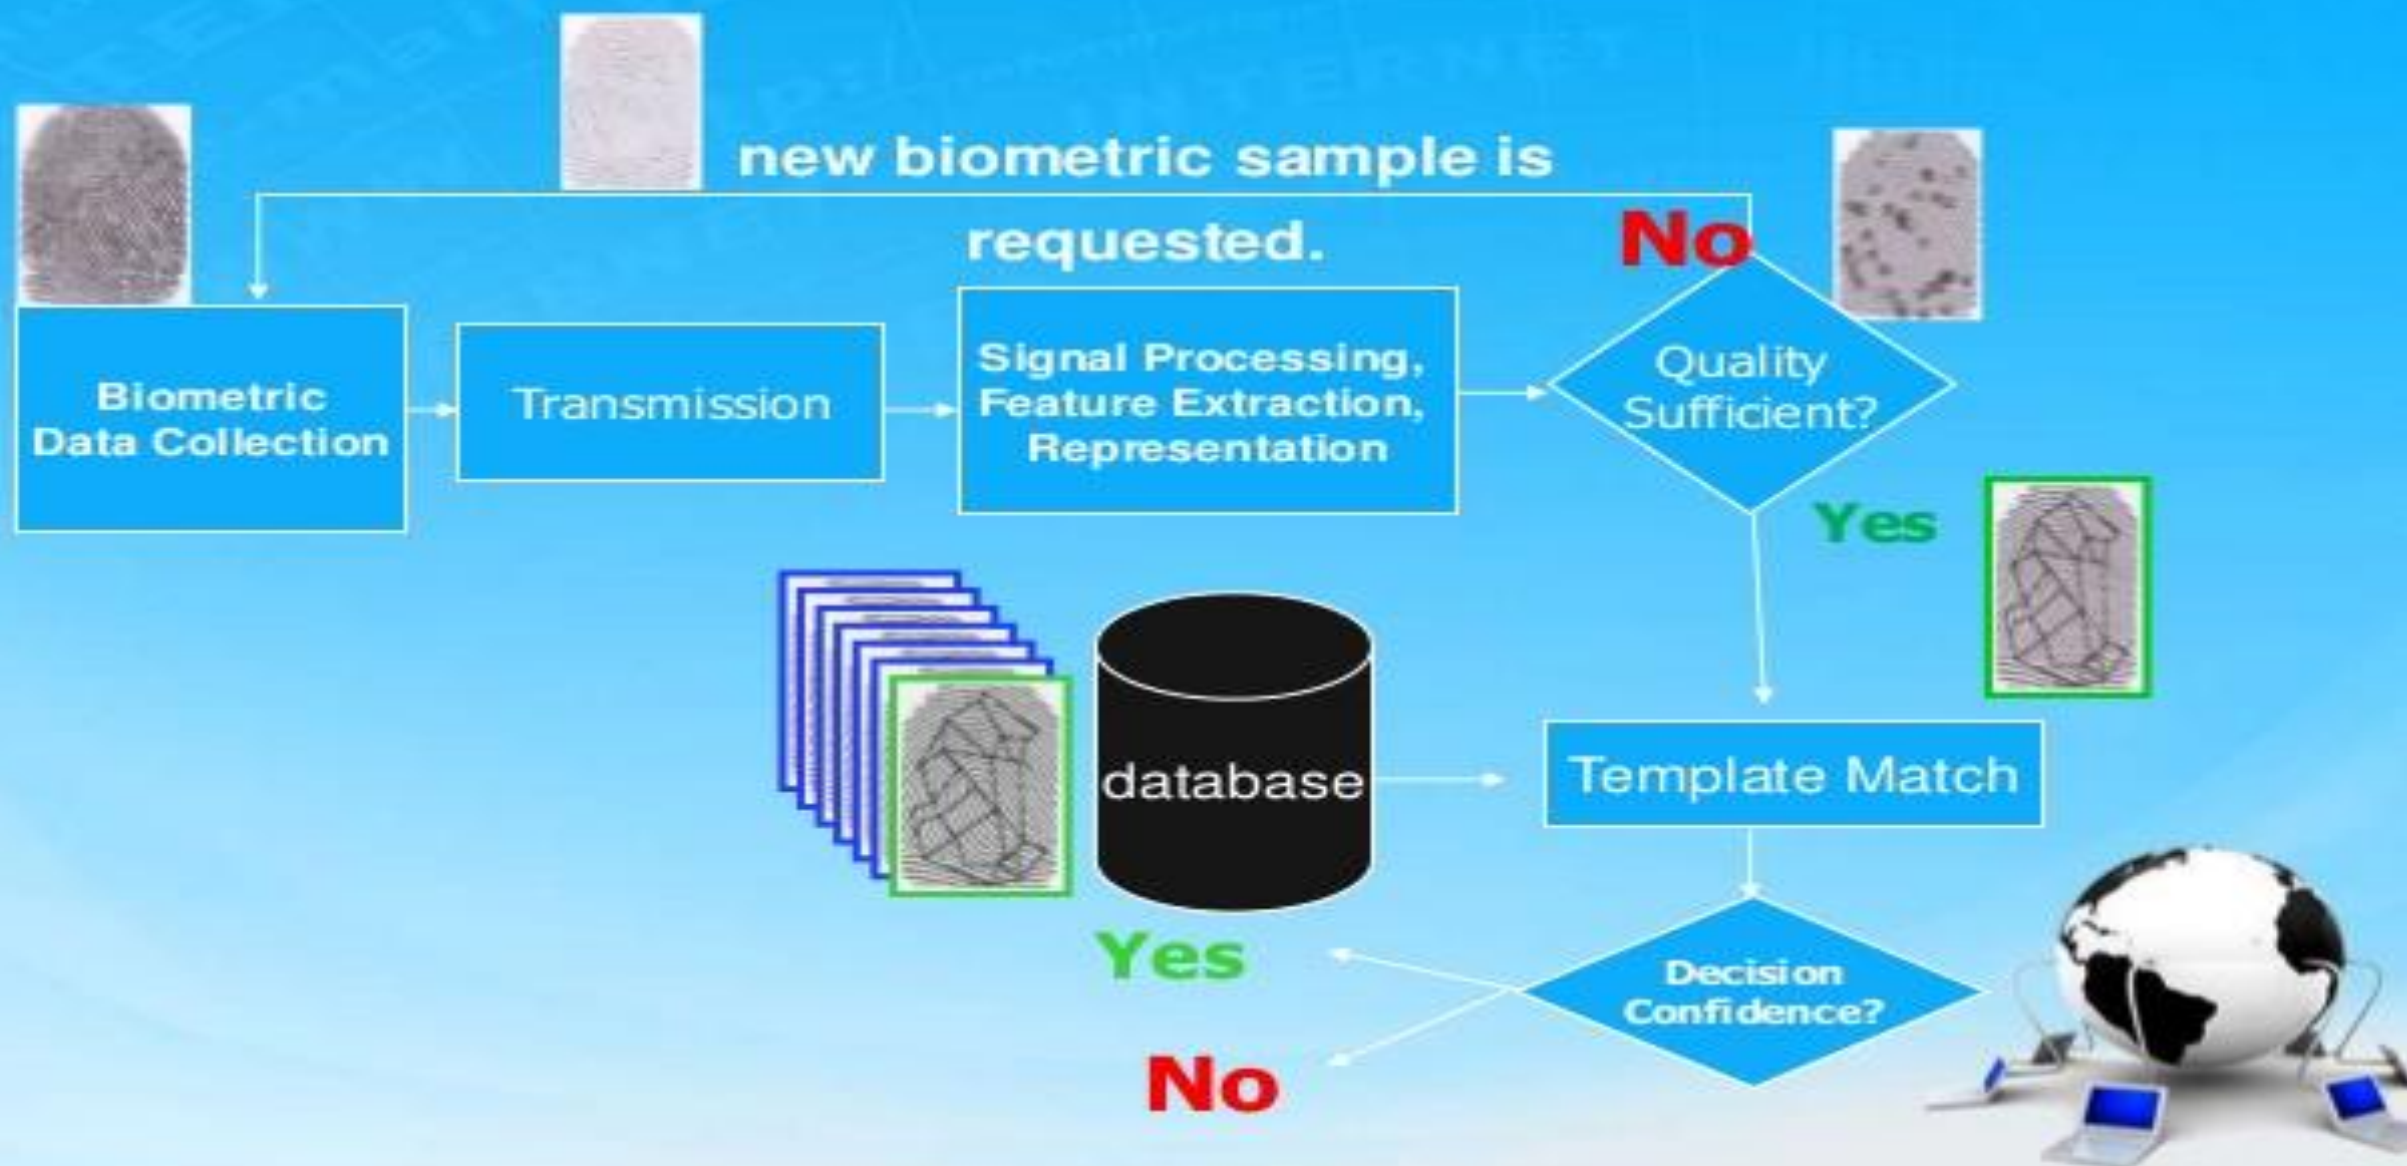 new biometric sample is
requested.
No
Biometric
Data Collection
Transmission
Signal Processing,
Feature Extraction,
Representation
Quality
Sufficient?
Yes
database
Template Match
Yes
Decision
Confidence?
No
INTERNET